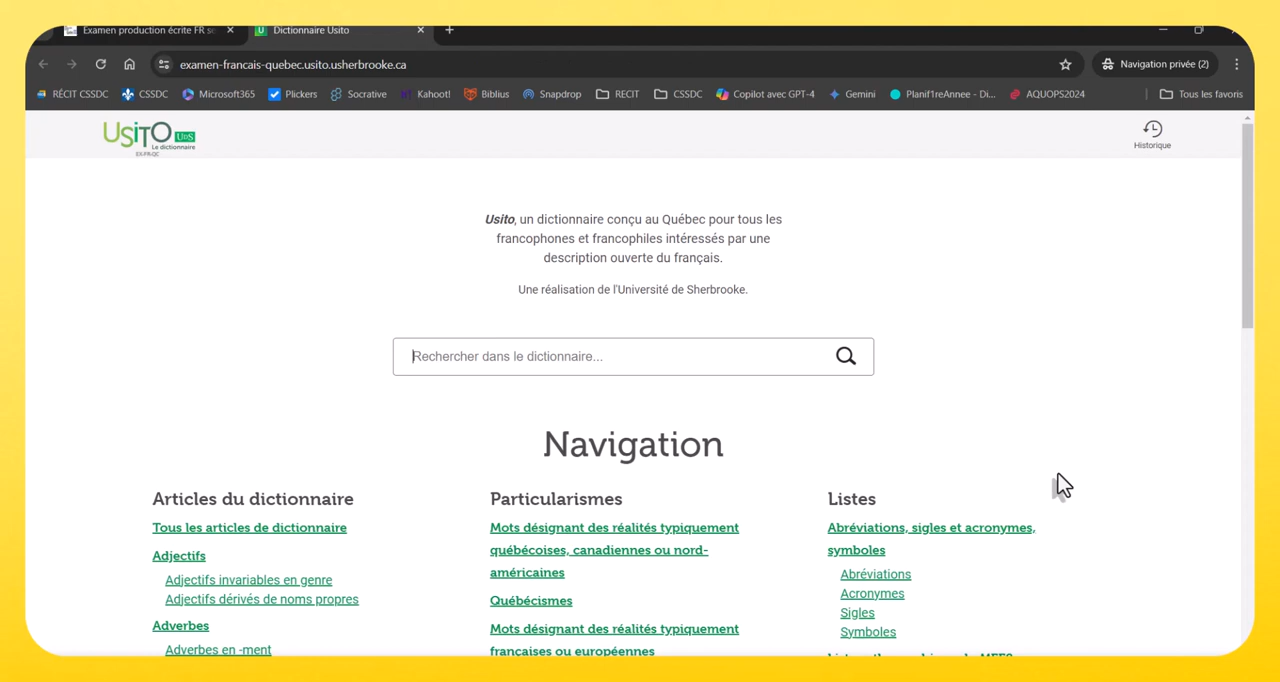 Examen production écrite FR se
Dictionnaire Usito
examen-francais-quebec.usito.usherbrooke.ca
Navigation privée (2)
RÉCIT CSSDC
CSSDC
Microsoft365
Plickers
Socrative
Kahoot!
Biblius
Snapdrop
RECIT
CSSDC
Copilot avec GPT-4
Gemini
Planif1reAnnee - Di...
AQUOPS2024
Tous les favoris
USITO UdS
Le dictionnaire
Historique
Usito, un dictionnaire conçu au Québec pour tous les
francophones et francophiles intéressés par une
description ouverte du français.
Une réalisation de l'Université de Sherbrooke.
Rechercher dans le dictionnaire...
Navigation
Articles du dictionnaire
Tous les articles de dictionnaire
Adjectifs
Adjectifs invariables en genre
Adjectifs dérivés de noms propres
Adverbes
Adverbes en -ment
Particularismes
Mots désignant des réalités typiquement
québécoises, canadiennes ou nord-
américaines
Québécismes
Mots désignant des réalités typiquement
françaises ou européennes
Listes
Abréviations, sigles et acronymes,
symboles
Abréviations
Acronymes
Sigles
Symboles